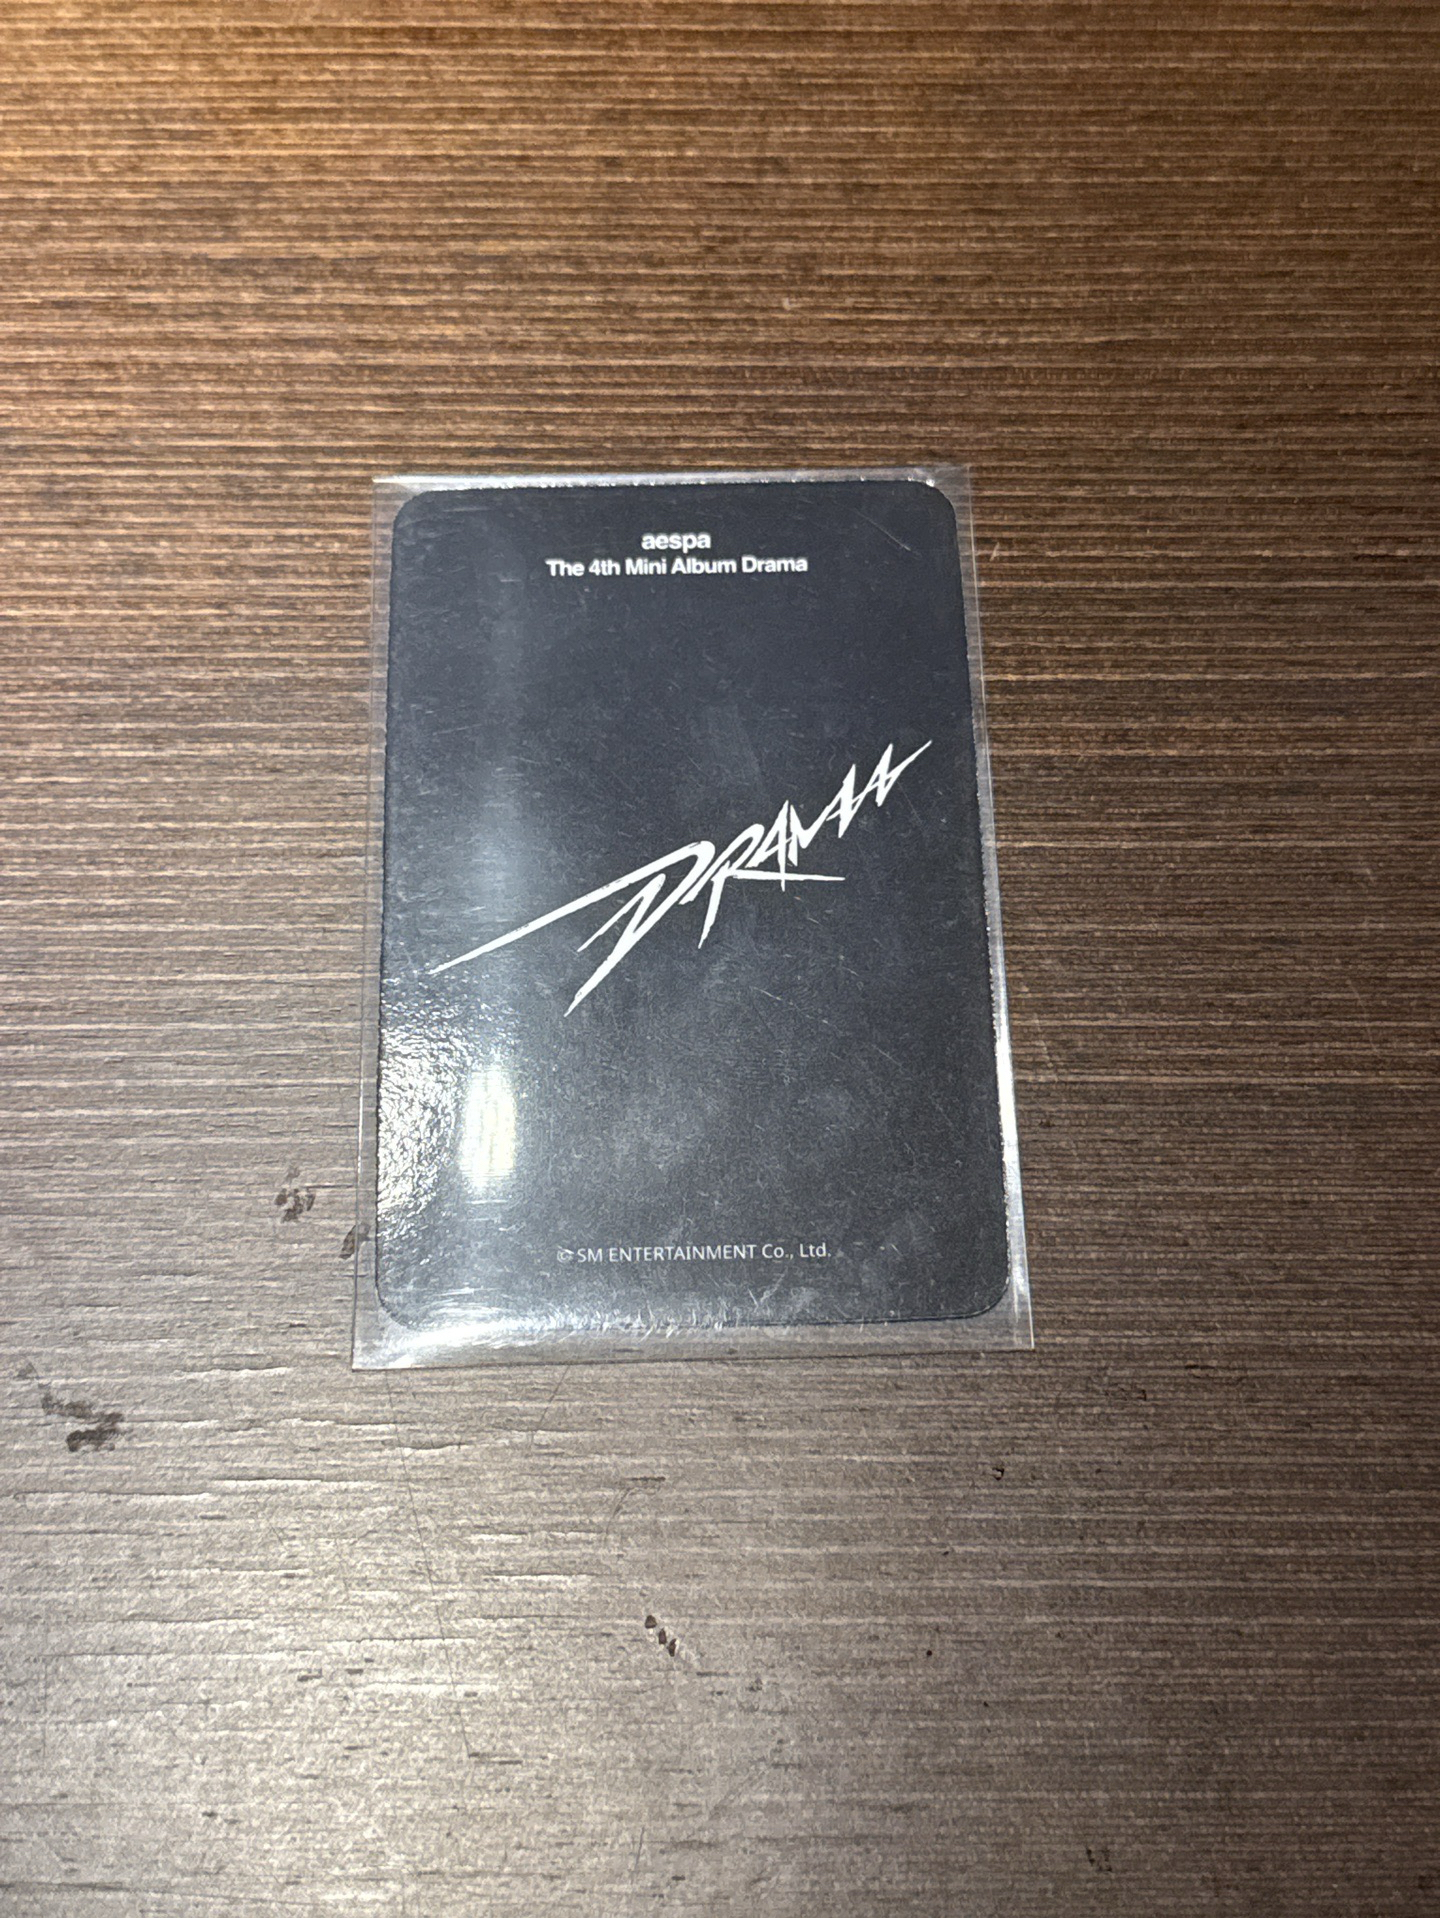 aespa
The 4th Mini Album Drama
DRAMA
© SM ENTERTAINMENT Co., Ltd.